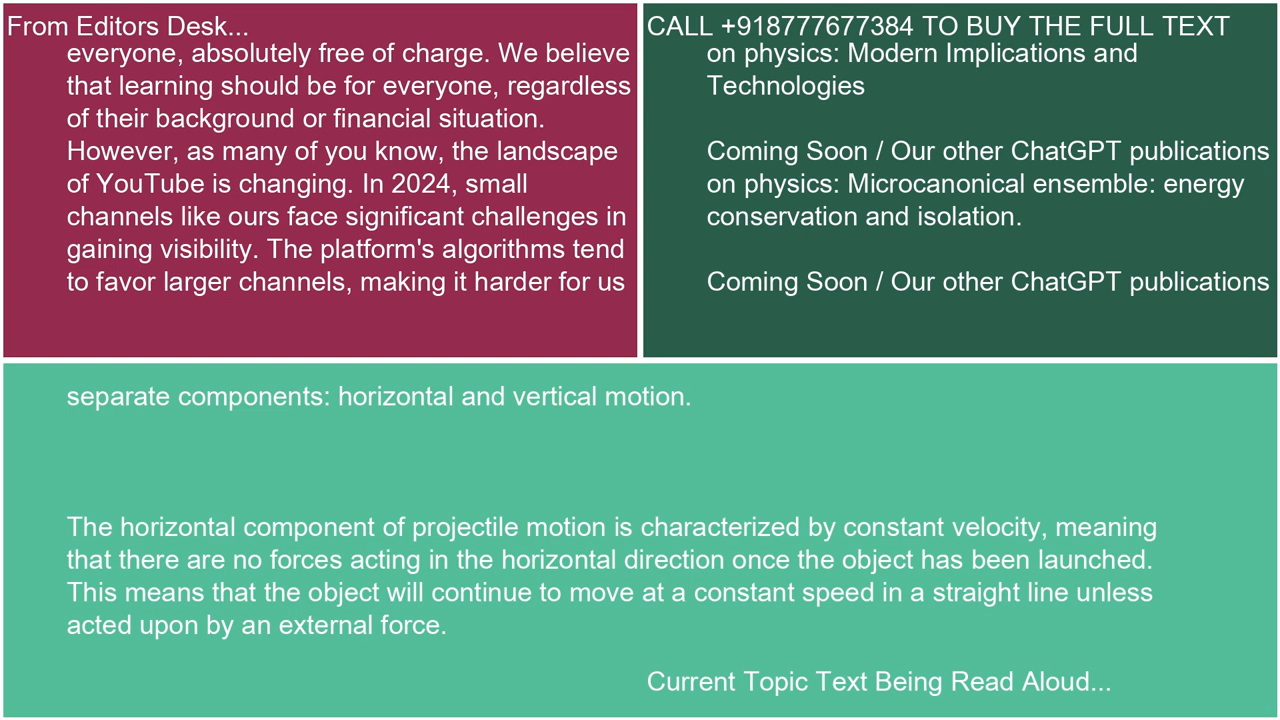 From Editors Desk...
everyone, absolutely free of charge. We believe
that learning should be for everyone, regardless
of their background or financial situation.
However, as many of you know, the landscape
of YouTube is changing. In 2024, small
channels like ours face significant challenges in
gaining visibility. The platform's algorithms tend
to favor larger channels, making it harder for us
CALL +918777677384 TO BUY THE FULL TEXT
on physics: Modern Implications and
Technologies
Coming Soon / Our other ChatGPT publications
on physics: Microcanonical ensemble: energy
conservation and isolation.
Coming Soon / Our other ChatGPT publications
separate components: horizontal and vertical motion.
The horizontal component of projectile motion is characterized by constant velocity, meaning
that there are no forces acting in the horizontal direction once the object has been launched.
This means that the object will continue to move at a constant speed in a straight line unless
acted upon by an external force.
Current Topic Text Being Read Aloud...